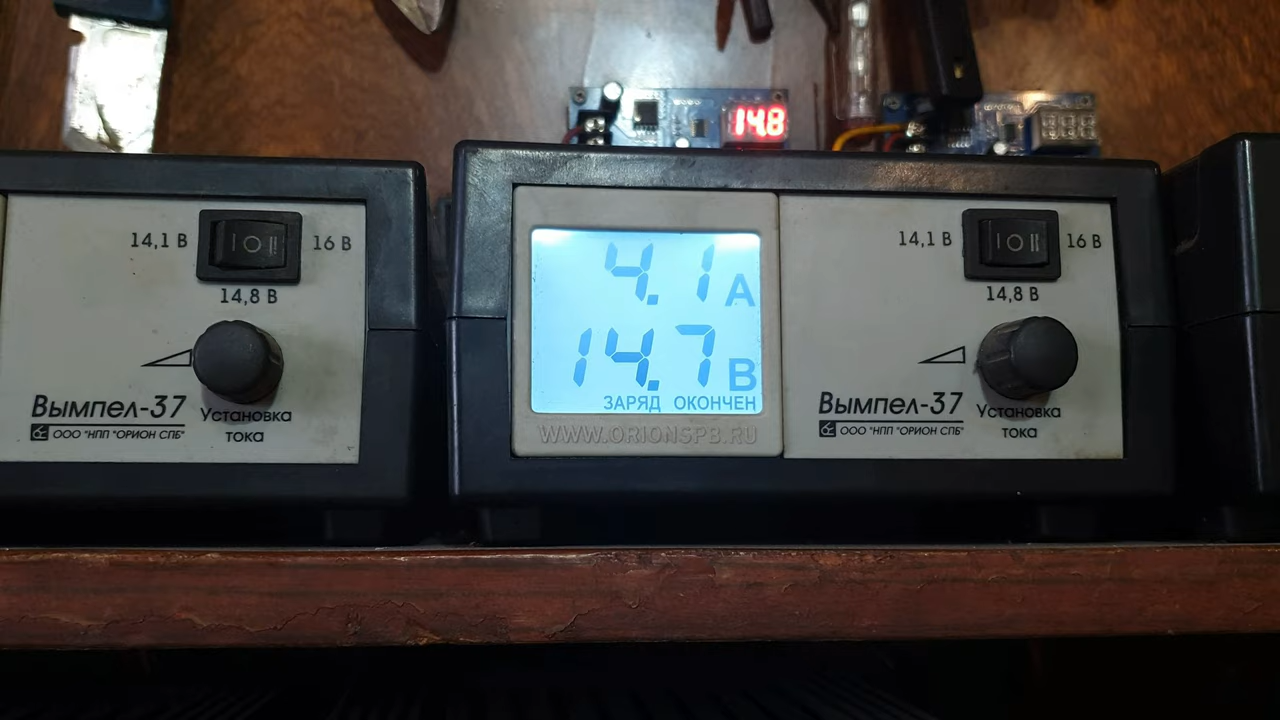 14.8
14,1 В
16 В
14,8 В
Вымпел-37
ООО "НПП "ОРИОН СПБ"
Установка
тока
4.1 А
14.7 В
ЗАРЯД ОКОНЧЕН
WWW.ORIONSPB.RU
14,1 В
16 В
14,8 В
Вымпел-37
ООО "НПП "ОРИОН СПБ"
Установка
тока